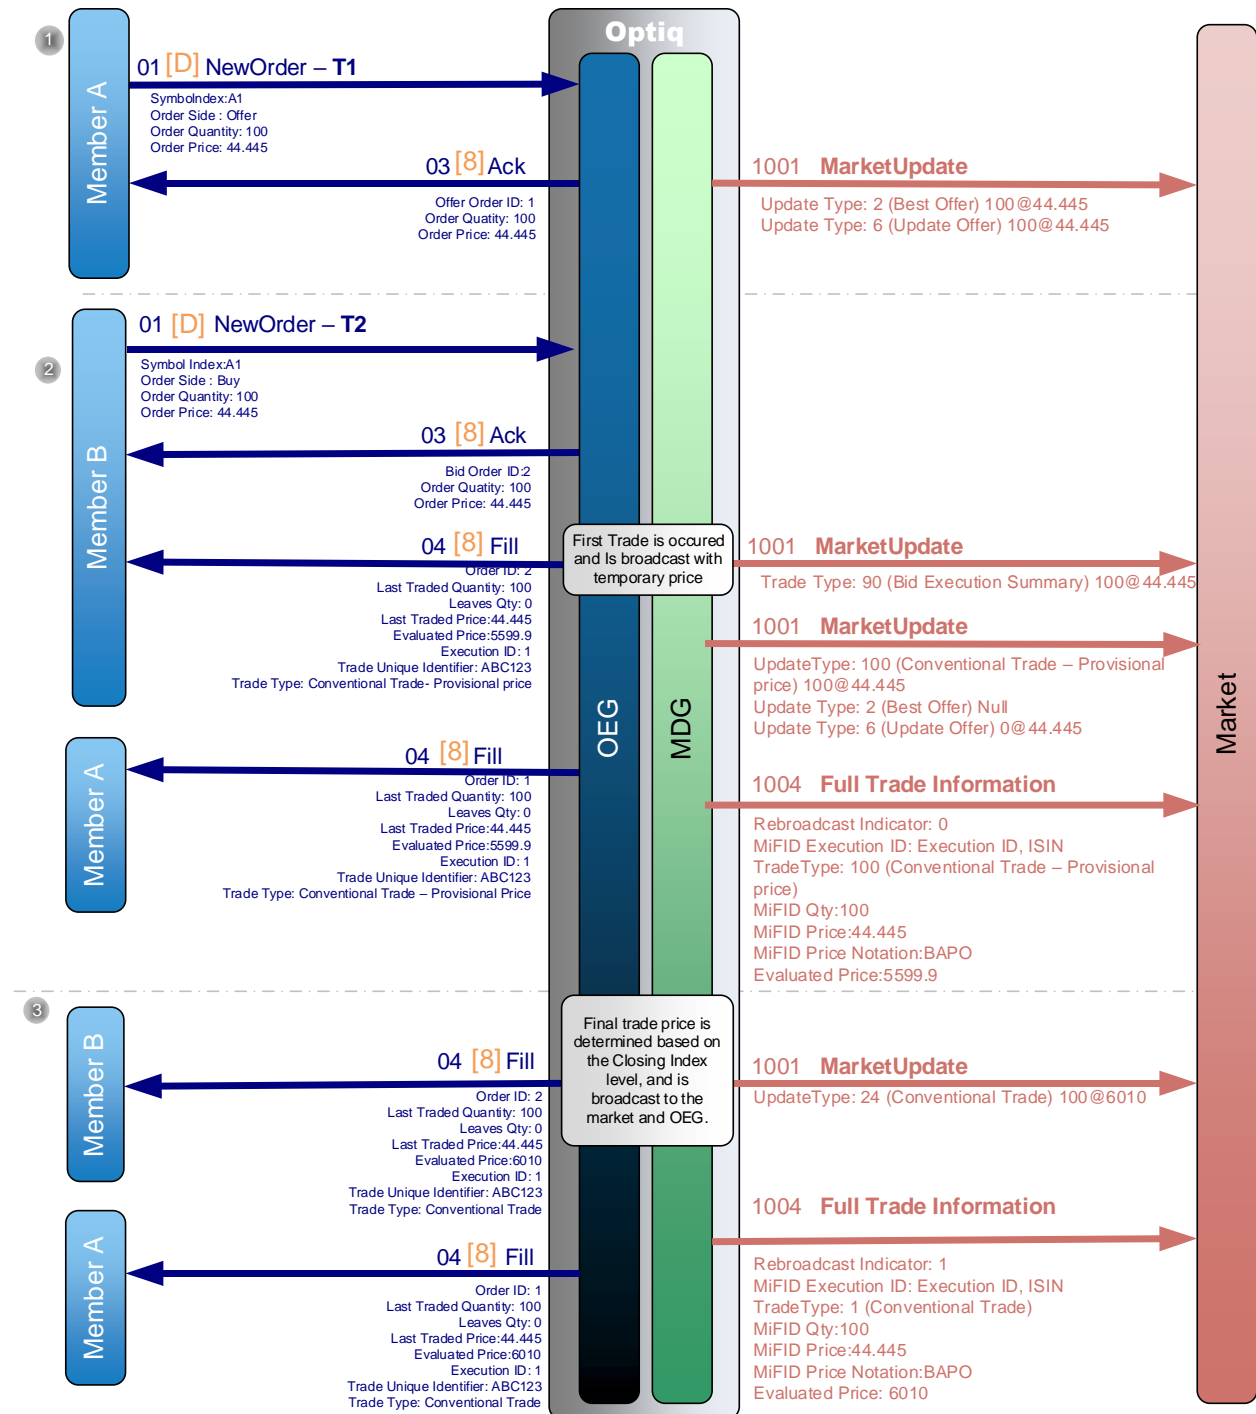 Optiq
1
Member A
01 [D] NewOrder – T1
SymboIndex:A1
Order Side : Offer
Order Quantity: 100
Order Price: 44.445
03 [8] Ack
Offer Order ID: 1
Order Quatity: 100
Order Price: 44.445
1001 MarketUpdate
Update Type: 2 (Best Offer) 100@44.445
Update Type: 6 (Update Offer) 100@44.445
2
Member B
01 [D] NewOrder – T2
Symbol Index:A1
Order Side : Buy
Order Quantity: 100
Order Price: 44.445
03 [8] Ack
Bid Order ID:2
Order Quatity: 100
Order Price: 44.445
First Trade is occured
and Is broadcast with
temporary price
04 [8] Fill
Order ID: 2
Last Traded Quantity: 100
Leaves Qty: 0
Last Traded Price:44.445
Evaluated Price:5599.9
Execution ID: 1
Trade Unique Identifier: ABC123
Trade Type: Conventional Trade- Provisional price
1001 MarketUpdate
Trade Type: 90 (Bid Execution Summary) 100@44.445
1001 MarketUpdate
UpdateType: 100 (Conventional Trade – Provisional
price) 100@44.445
Update Type: 2 (Best Offer) Null
Update Type: 6 (Update Offer) 0@44.445
OEG
MDG
Market
Member A
04 [8] Fill
Order ID: 1
Last Traded Quantity: 100
Leaves Qty: 0
Last Traded Price:44.445
Evaluated Price:5599.9
Execution ID: 1
Trade Unique Identifier: ABC123
Trade Type: Conventional Trade – Provisional Price
1004 Full Trade Information
Rebroadcast Indicator: 0
MiFID Execution ID: Execution ID, ISIN
TradeType: 100 (Conventional Trade – Provisional
price)
MiFID Qty:100
MiFID Price:44.445
MiFID Price Notation:BAPO
Evaluated Price:5599.9
3
Member B
Final trade price is
determined based on
the Closing Index
level, and is
broadcast to the
market and OEG.
04 [8] Fill
Order ID: 2
Last Traded Quantity: 100
Leaves Qty: 0
Last Traded Price:44.445
Evaluated Price:6010
Execution ID: 1
Trade Unique Identifier: ABC123
Trade Type: Conventional Trade
1001 MarketUpdate
UpdateType: 24 (Conventional Trade) 100@6010
Member A
04 [8] Fill
Order ID: 1
Last Traded Quantity: 100
Leaves Qty: 0
Last Traded Price:44.445
Evaluated Price:6010
Execution ID: 1
Trade Unique Identifier: ABC123
Trade Type: Conventional Trade
1004 Full Trade Information
Rebroadcast Indicator: 1
MiFID Execution ID: Execution ID, ISIN
TradeType: 1 (Conventional Trade)
MiFID Qty:100
MiFID Price:44.445
MiFID Price Notation:BAPO
Evaluated Price: 6010